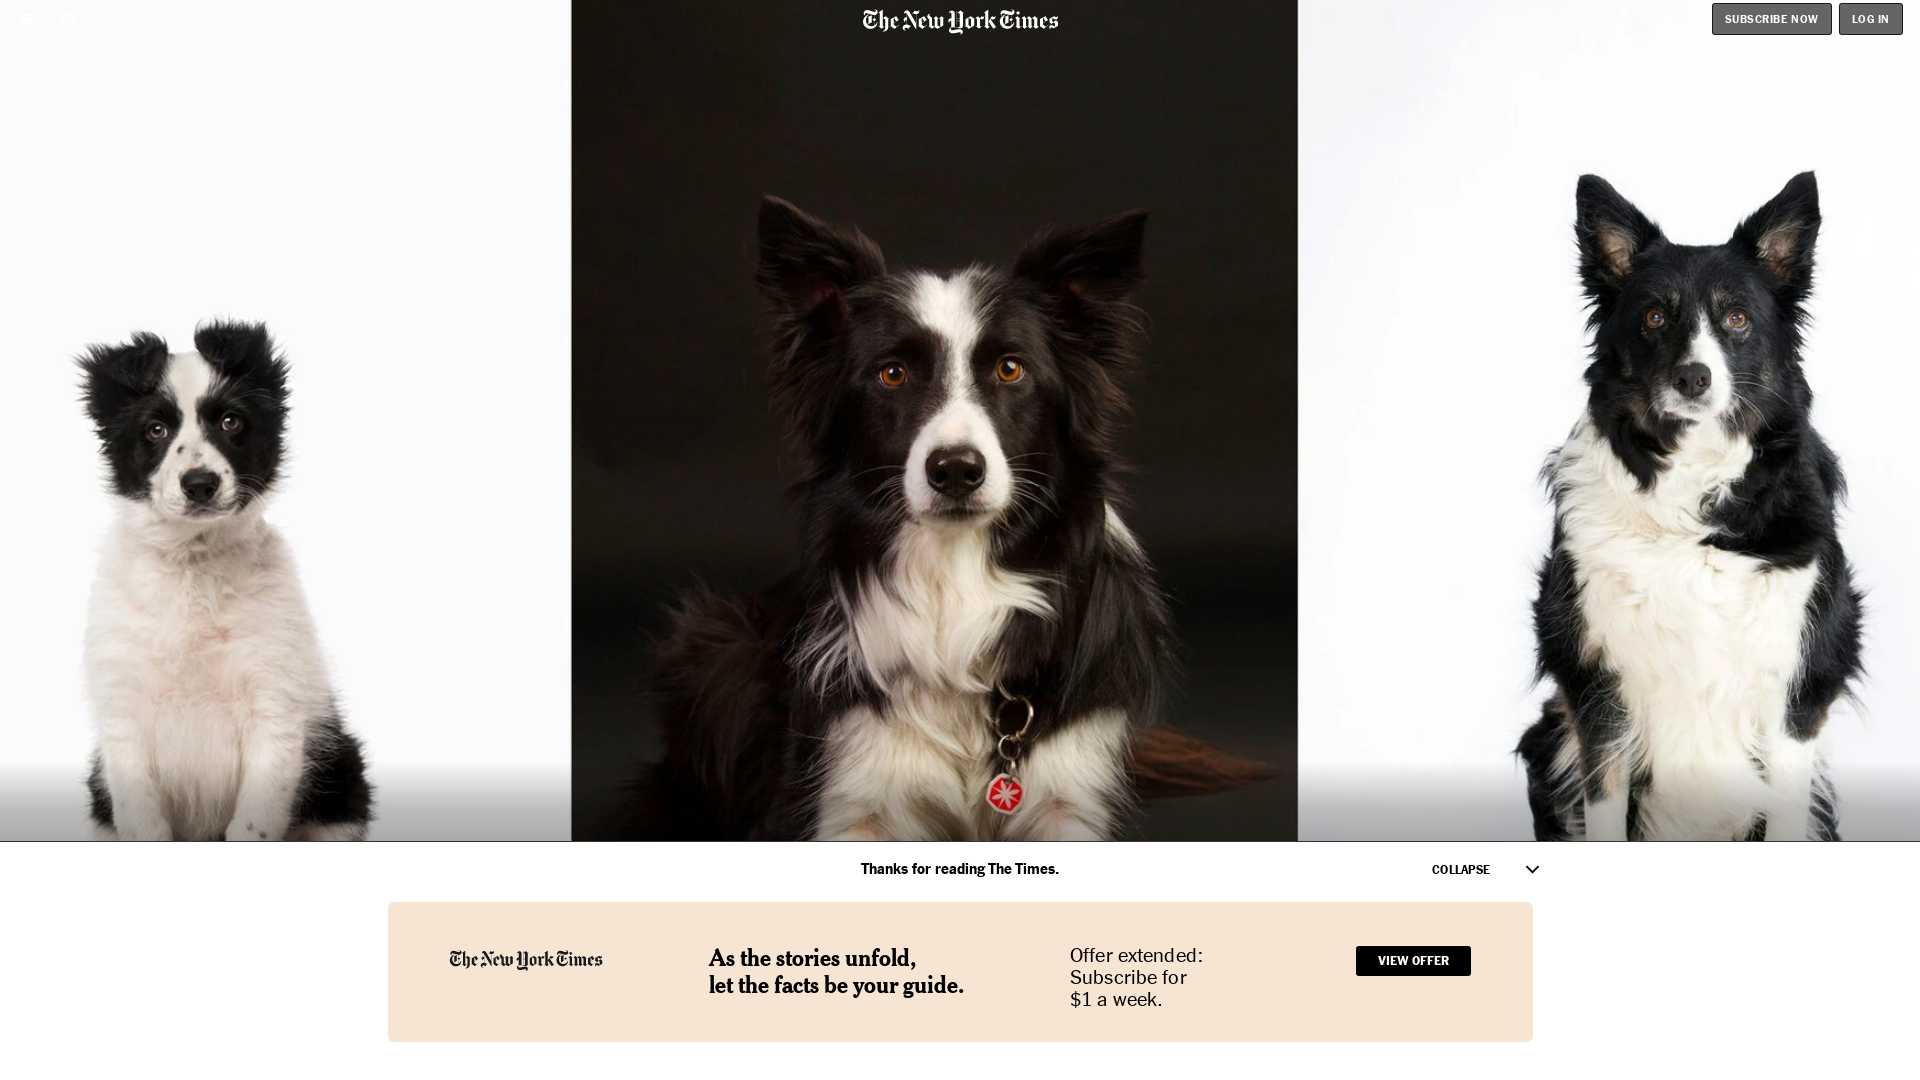 The New York Times
SUBSCRIBE NOW
LOG IN
Thanks for reading The Times.
COLLAPSE
The New York Times
As the stories unfold,
let the facts be your guide.
Offer extended:
Subscribe for
$1 a week.
VIEW OFFER